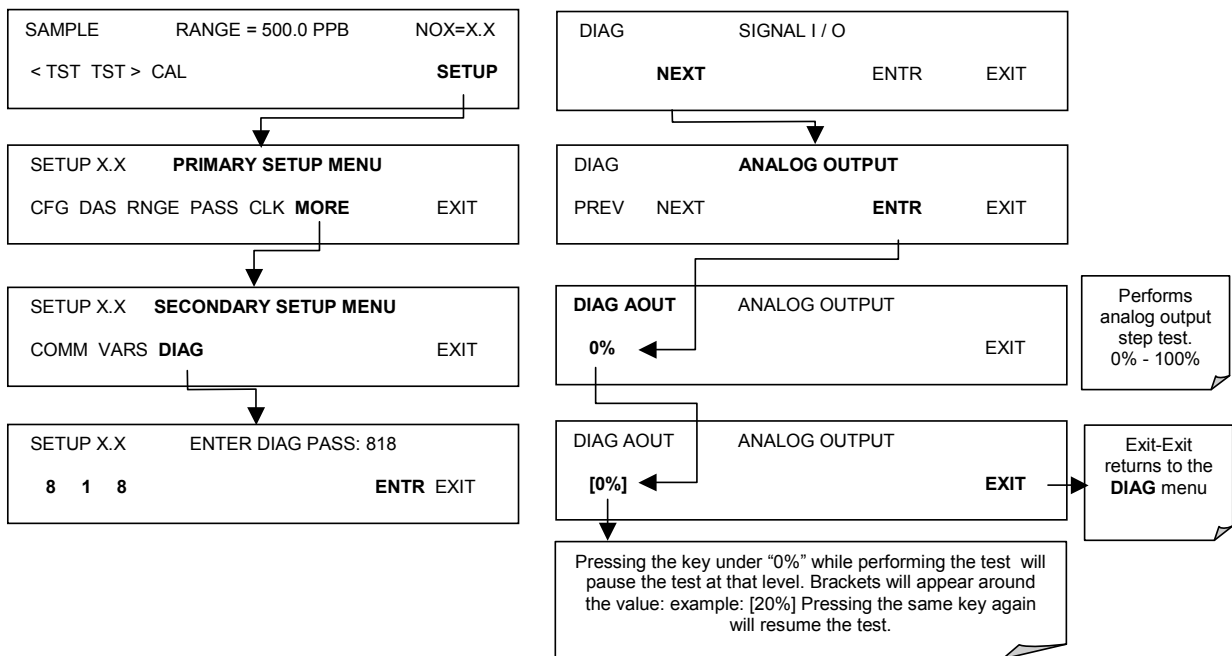 SAMPLE RANGE = 500.0 PPB NOX=X.X
< TST TST > CAL SETUP
SETUP X.X PRIMARY SETUP MENU
CFG DAS RNGE PASS CLK MORE EXIT
SETUP X.X SECONDARY SETUP MENU
COMM VARS DIAG EXIT
SETUP X.X ENTER DIAG PASS: 818
8 1 8 ENTR EXIT
DIAG SIGNAL I / O
NEXT ENTR EXIT
DIAG ANALOG OUTPUT
PREV NEXT ENTR EXIT
DIAG AOUT ANALOG OUTPUT
0% EXIT
Performs
analog output
step test.
0% - 100%
DIAG AOUT ANALOG OUTPUT
[0%] EXIT
Exit-Exit
returns to the
DIAG menu
Pressing the key under “0%” while performing the test will
pause the test at that level. Brackets will appear around
the value: example: [20%] Pressing the same key again
will resume the test.